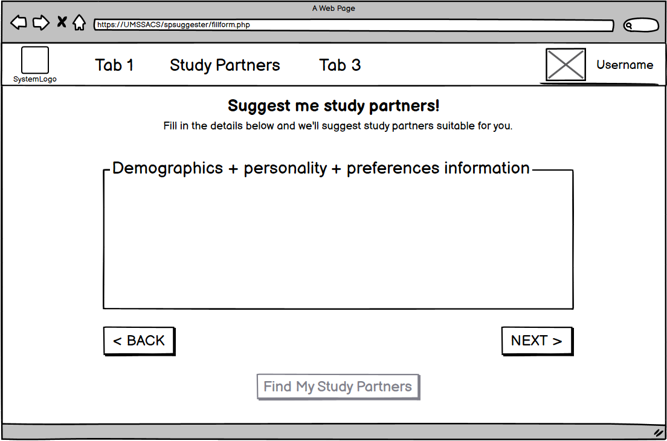 A Web Page
https://UMSSACS/spsuggester/fillform.php
SystemLogo
Tab 1
Study Partners
Tab 3
Username
Suggest me study partners!
Fill in the details below and we'll suggest study partners suitable for you.
Demographics + personality + preferences information
< BACK
NEXT >
Find My Study Partners